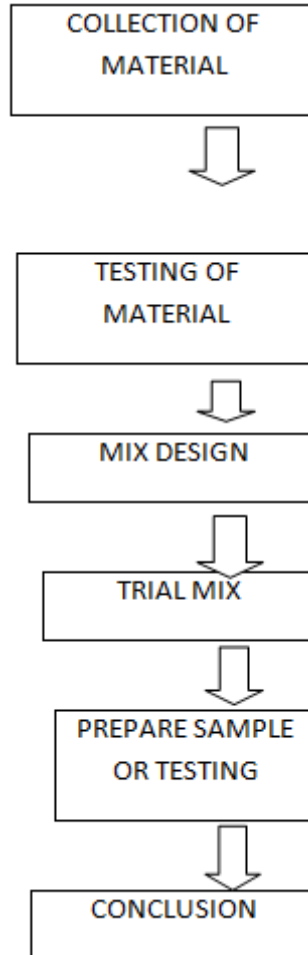 COLLECTION OF
MATERIAL
TESTING OF
MATERIAL
MIX DESIGN
TRIAL MIX
PREPARE SAMPLE
OR TESTING
CONCLUSION